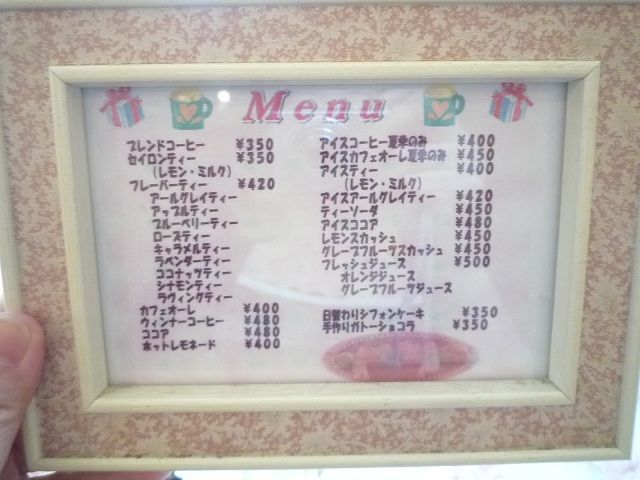 Menu
ブレンドコーヒー ¥350
セイロンティー ¥350
(レモン・ミルク)
フレーバーティー ¥420
アールグレイティー
アップルティー
ブルーベリーティー
ローズティー
キャラメルティー
ラベンダーティー
ココナッツティー
シナモンティー
ラヴィングティー
カフェオーレ ¥400
ウィンナーコーヒー ¥480
ココア ¥480
ホットレモネード ¥400
アイスコーヒー夏季のみ ¥400
アイスカフェオーレ夏季のみ ¥450
アイスティー ¥400
(レモン・ミルク)
アイスアールグレイティー ¥420
ティーソーダ ¥450
アイスココア ¥480
レモンスカッシュ ¥450
グレープフルーツスカッシュ ¥450
フレッシュジュース ¥500
オレンジジュース
グレープフルーツジュース
日替わりシフォンケーキ ¥350
手作りガトーショコラ ¥350